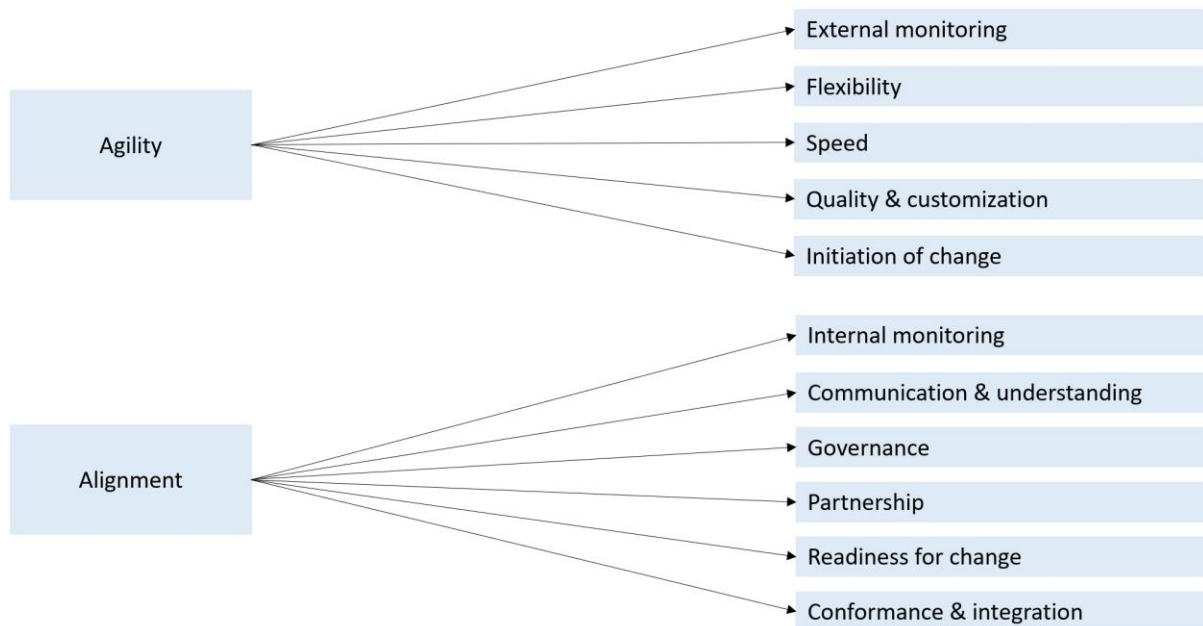 Agility
External monitoring
Flexibility
Speed
Quality & customization
Initiation of change
Alignment
Internal monitoring
Communication & understanding
Governance
Partnership
Readiness for change
Conformance & integration